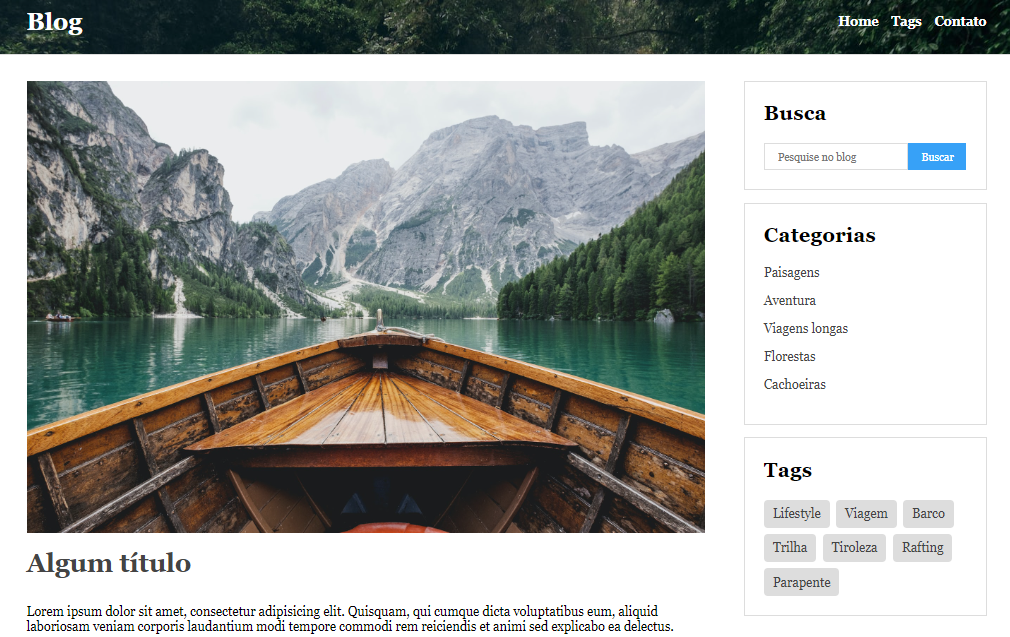 Blog
Home Tags Contato
Algum título
Lorem ipsum dolor sit amet, consectetur adipisicing elit. Quisquam, qui cumque dicta voluptatibus eum, aliquid
laboriosam veniam corporis laudantium modi tempore commodi rem reiciendis et animi sed explicabo ea delectus.
Busca
Pesquise no blog Buscar
Categorias
Paisagens
Aventura
Viagens longas
Florestas
Cachoeiras
Tags
Lifestyle Viagem Barco
Trilha Tiroleza Rafting
Parapente